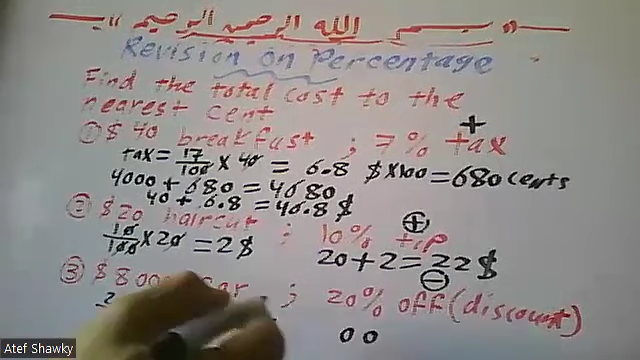 بسم الله الرحمن الرحيم
Revision on Percentage
Find the total cost to the
nearest cent
① $ 40 breakfust ; 7% tax +
tax = 17/100 × 40 = 6.8 $ × 100 = 680 cents
4000 + 680 = 4680
40 + 6.8 = 46.8 $
② $20 haircut ; 10% tip ⊕
10/100 × 20 = 2 $
20 + 2 = 22 $
③ $ 800 ; 20% off (discount) ⊖
00
Atef Shawky